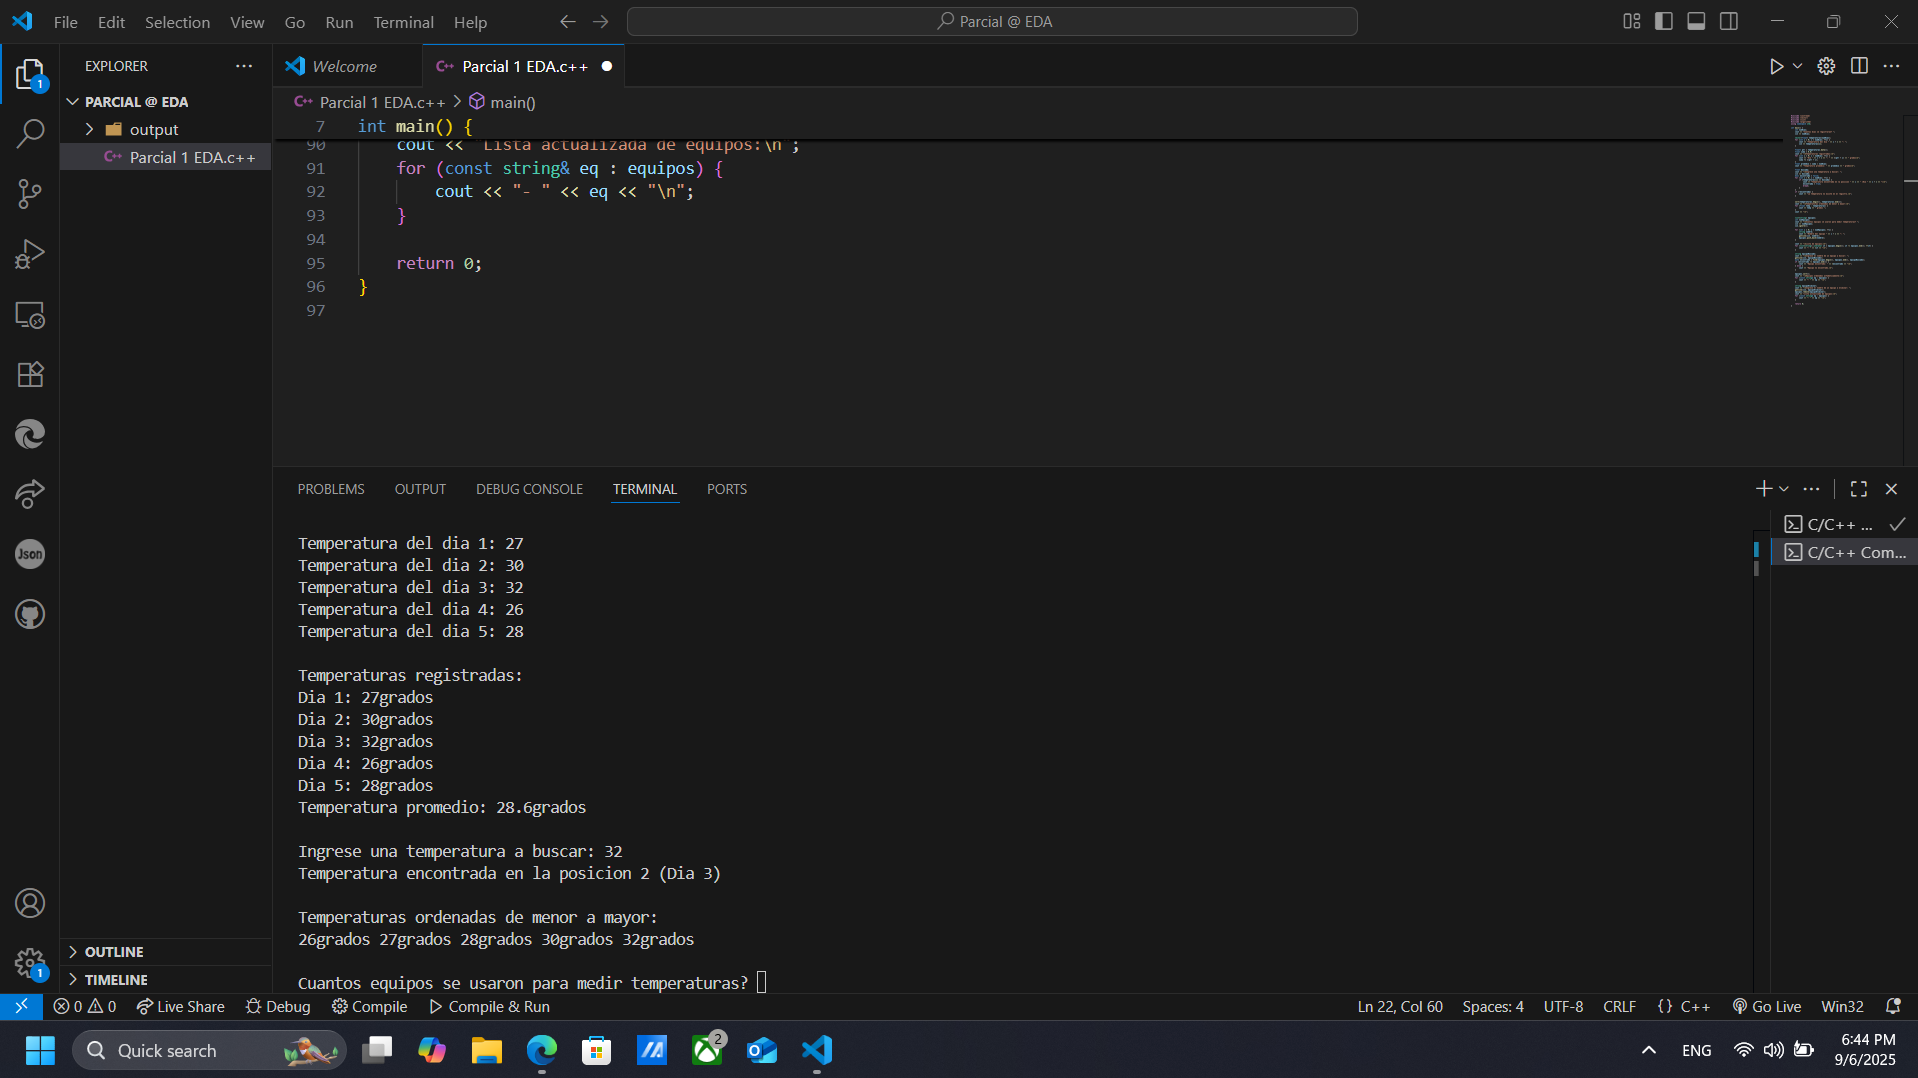 File Edit Selection View Go Run Terminal Help
Parcial @ EDA
EXPLORER
Welcome
Parcial 1 EDA.c++
1
PARCIAL @ EDA
output
Parcial 1 EDA.c++
Parcial 1 EDA.c++ > main()
7 int main() {
90 cout << "Lista actualizada de equipos:\n";
91 for (const string& eq : equipos) {
92 cout << "- " << eq << "\n";
93 }
94
95 return 0;
96 }
97
PROBLEMS OUTPUT DEBUG CONSOLE TERMINAL PORTS
C/C++ ...
C/C++ Com...
Temperatura del dia 1: 27
Temperatura del dia 2: 30
Temperatura del dia 3: 32
Temperatura del dia 4: 26
Temperatura del dia 5: 28
Temperaturas registradas:
Dia 1: 27grados
Dia 2: 30grados
Dia 3: 32grados
Dia 4: 26grados
Dia 5: 28grados
Temperatura promedio: 28.6grados
Ingrese una temperatura a buscar: 32
Temperatura encontrada en la posicion 2 (Dia 3)
Temperaturas ordenadas de menor a mayor:
26grados 27grados 28grados 30grados 32grados
Cuantos equipos se usaron para medir temperaturas?
Json
OUTLINE
TIMELINE
1
0 0 Live Share Debug Compile Compile & Run
Ln 22, Col 60 Spaces: 4 UTF-8 CRLF {} C++ Go Live Win32
Quick search
2
ENG
6:44 PM
9/6/2025